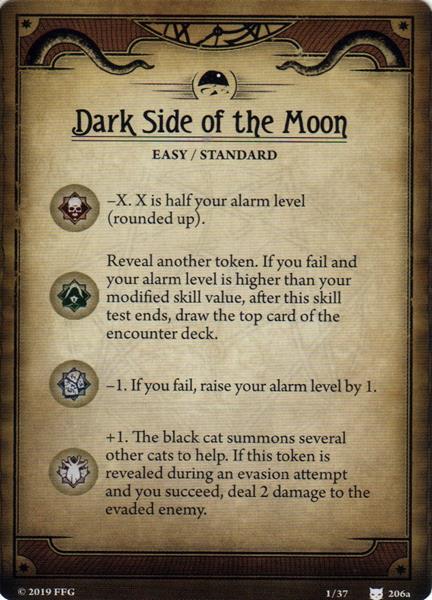 Dark Side of the Moon
EASY / STANDARD
–X. X is half your alarm level
(rounded up).
Reveal another token. If you fail and
your alarm level is higher than your
modified skill value, after this skill
test ends, draw the top card of the
encounter deck.
–1. If you fail, raise your alarm level by 1.
+1. The black cat summons several
other cats to help. If this token is
revealed during an evasion attempt
and you succeed, deal 2 damage to the
evaded enemy.
© 2019 FFG 1/37 206a